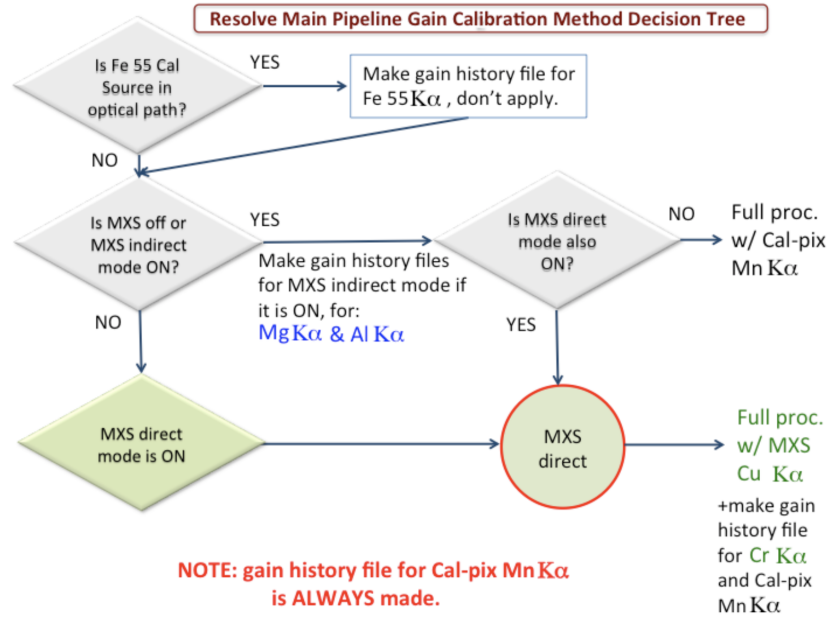 Resolve Main Pipeline Gain Calibration Method Decision Tree
Is Fe 55 Cal
Source in
optical path?
YES
Make gain history file for
Fe 55 Kα , don't apply.
NO
Is MXS off or
MXS indirect
mode ON?
YES
Make gain history files
for MXS indirect mode if
it is ON, for:
Mg Kα & Al Kα
Is MXS direct
mode also
ON?
NO
Full proc.
w/ Cal-pix
Mn Kα
NO
YES
MXS direct
mode is ON
MXS
direct
Full proc.
w/ MXS
Cu Kα
+make gain
history file
for Cr Kα
and Cal-pix
Mn Kα
NOTE: gain history file for Cal-pix Mn Kα
is ALWAYS made.